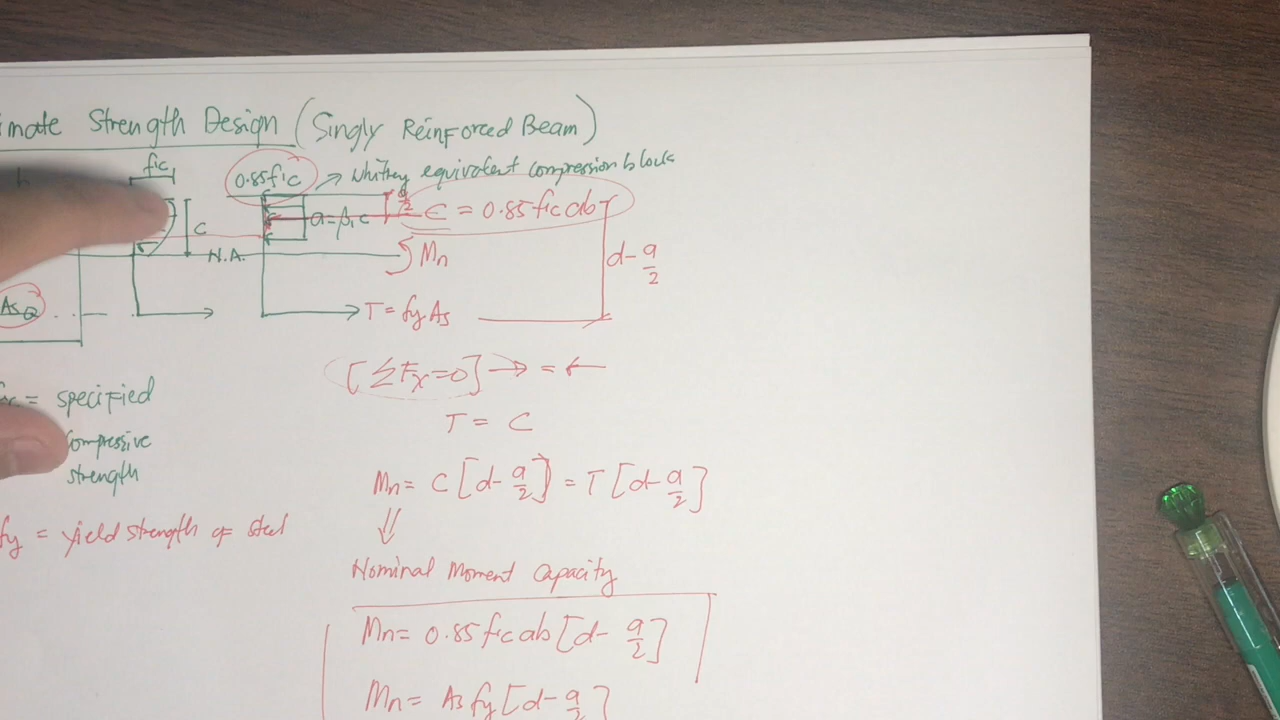 imate Strength Design (Singly Reinforced Beam)
f'c 0.85f'c → Whitney equivalent compression block
c a=β₁c a/2 C = 0.85f'c ab
N.A. Mn d-a/2
As T = fy As
[ΣFx=0] → = ←
T = C
= specified
compressive
strength
Mn = C [d-a/2] = T [d-a/2]
fy = yield strength of steel
Nominal Moment Capacity
Mn = 0.85 f'c ab [d- a/2]
Mn = As fy [d-a/2]